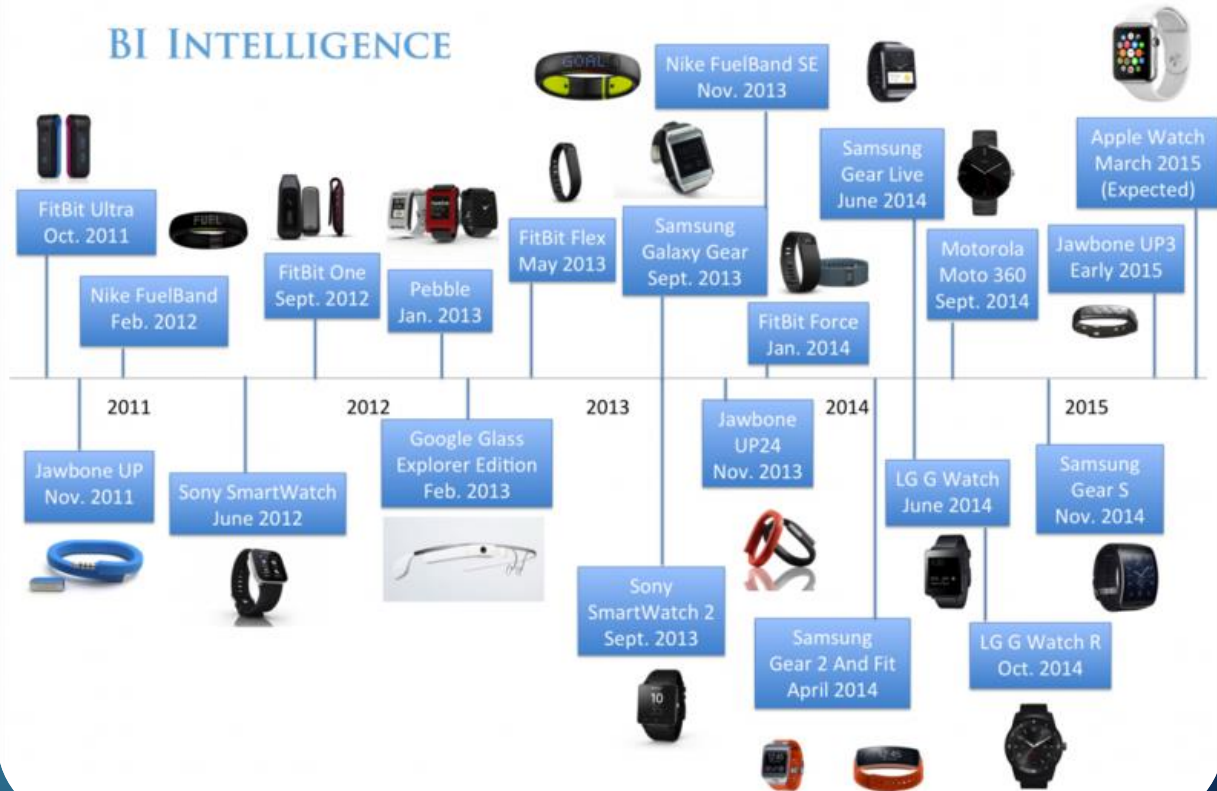 BI INTELLIGENCE
FitBit Ultra
Oct. 2011
Nike FuelBand
Feb. 2012
FitBit One
Sept. 2012
Pebble
Jan. 2013
FitBit Flex
May 2013
Nike FuelBand SE
Nov. 2013
Samsung
Galaxy Gear
Sept. 2013
FitBit Force
Jan. 2014
Samsung
Gear Live
June 2014
Motorola
Moto 360
Sept. 2014
Apple Watch
March 2015
(Expected)
Jawbone UP3
Early 2015
GOAL
FUEL
2011
2012
2013
2014
2015
Jawbone UP
Nov. 2011
Sony SmartWatch
June 2012
Google Glass
Explorer Edition
Feb. 2013
Sony
SmartWatch 2
Sept. 2013
10
Jawbone
UP24
Nov. 2013
Samsung
Gear 2 And Fit
April 2014
LG G Watch
June 2014
LG G Watch R
Oct. 2014
Samsung
Gear S
Nov. 2014